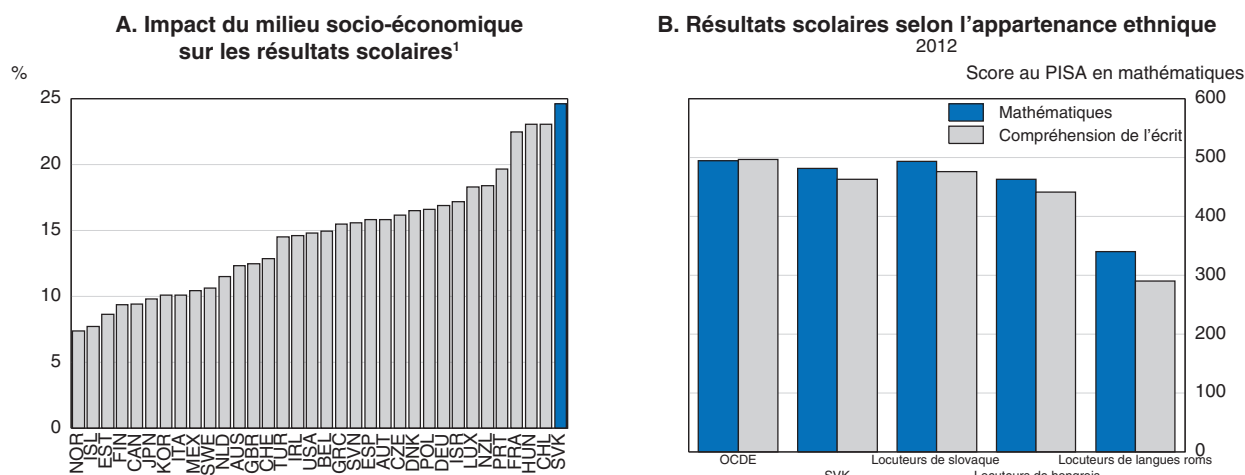 A. Impact du milieu socio-économique
sur les résultats scolaires¹
%
25
20
15
10
5
0
NOR
ISL
EST
FIN
CAN
JPN
KOR
ITA
MEX
SWE
NLD
AUS
GBR
CHE
TUR
IRL
USA
BEL
GRC
SVN
ESP
AUT
CZE
DNK
POL
DEU
ISR
LUX
NZL
PRT
FRA
HUN
CHL
SVK
B. Résultats scolaires selon l'appartenance ethnique
2012
Score au PISA en mathématiques
Mathématiques
Compréhension de l'écrit
600
500
400
300
200
100
0
OCDE
Locuteurs de slovaque
Locuteurs de langues roms
SVK
Locuteurs de hongrois